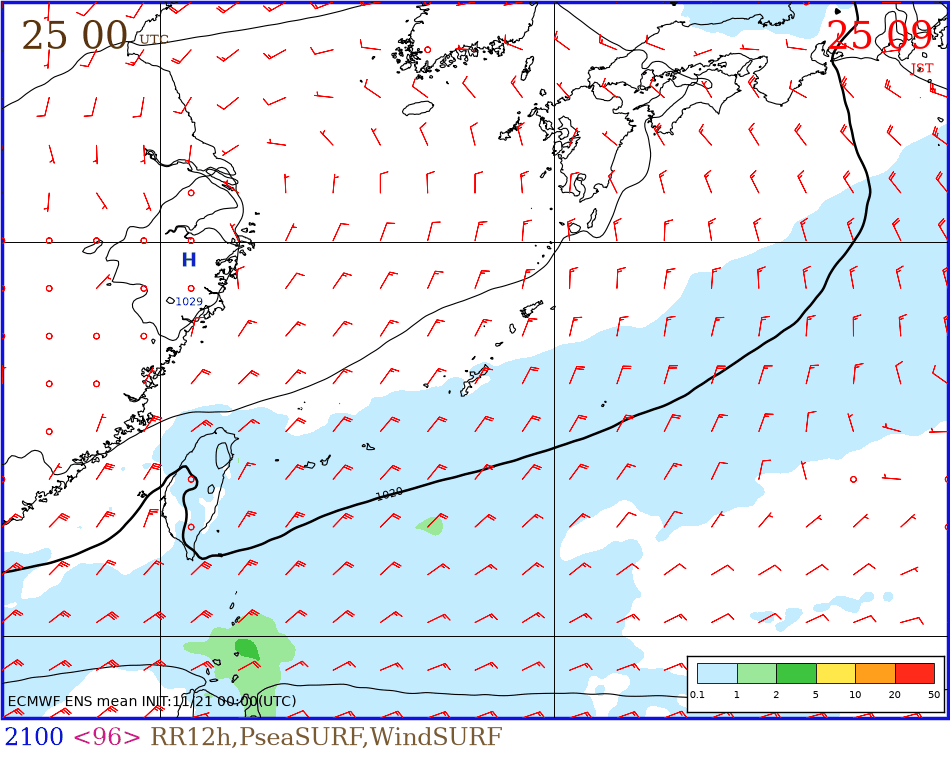 25 00 UTC
25 09
JST
H
1029
1020
0.1 1 2 5 10 20 50
ECMWF ENS mean INIT:11/21 00:00(UTC)
2100 <96> RR12h,PseaSURF,WindSURF